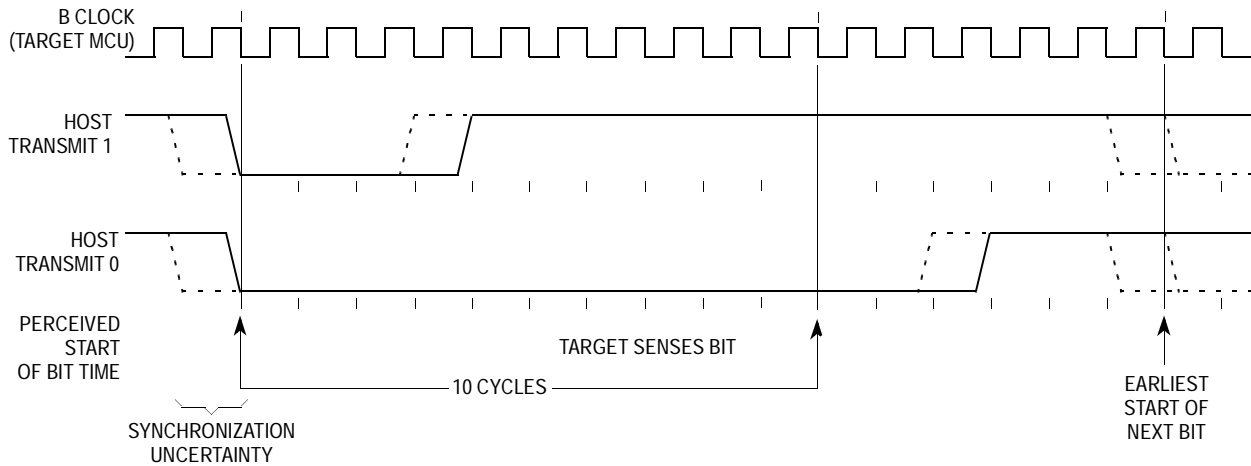 B CLOCK
(TARGET MCU)
HOST
TRANSMIT 1
HOST
TRANSMIT 0
PERCEIVED
START
OF BIT TIME
TARGET SENSES BIT
10 CYCLES
EARLIEST
START OF
NEXT BIT
SYNCHRONIZATION
UNCERTAINTY